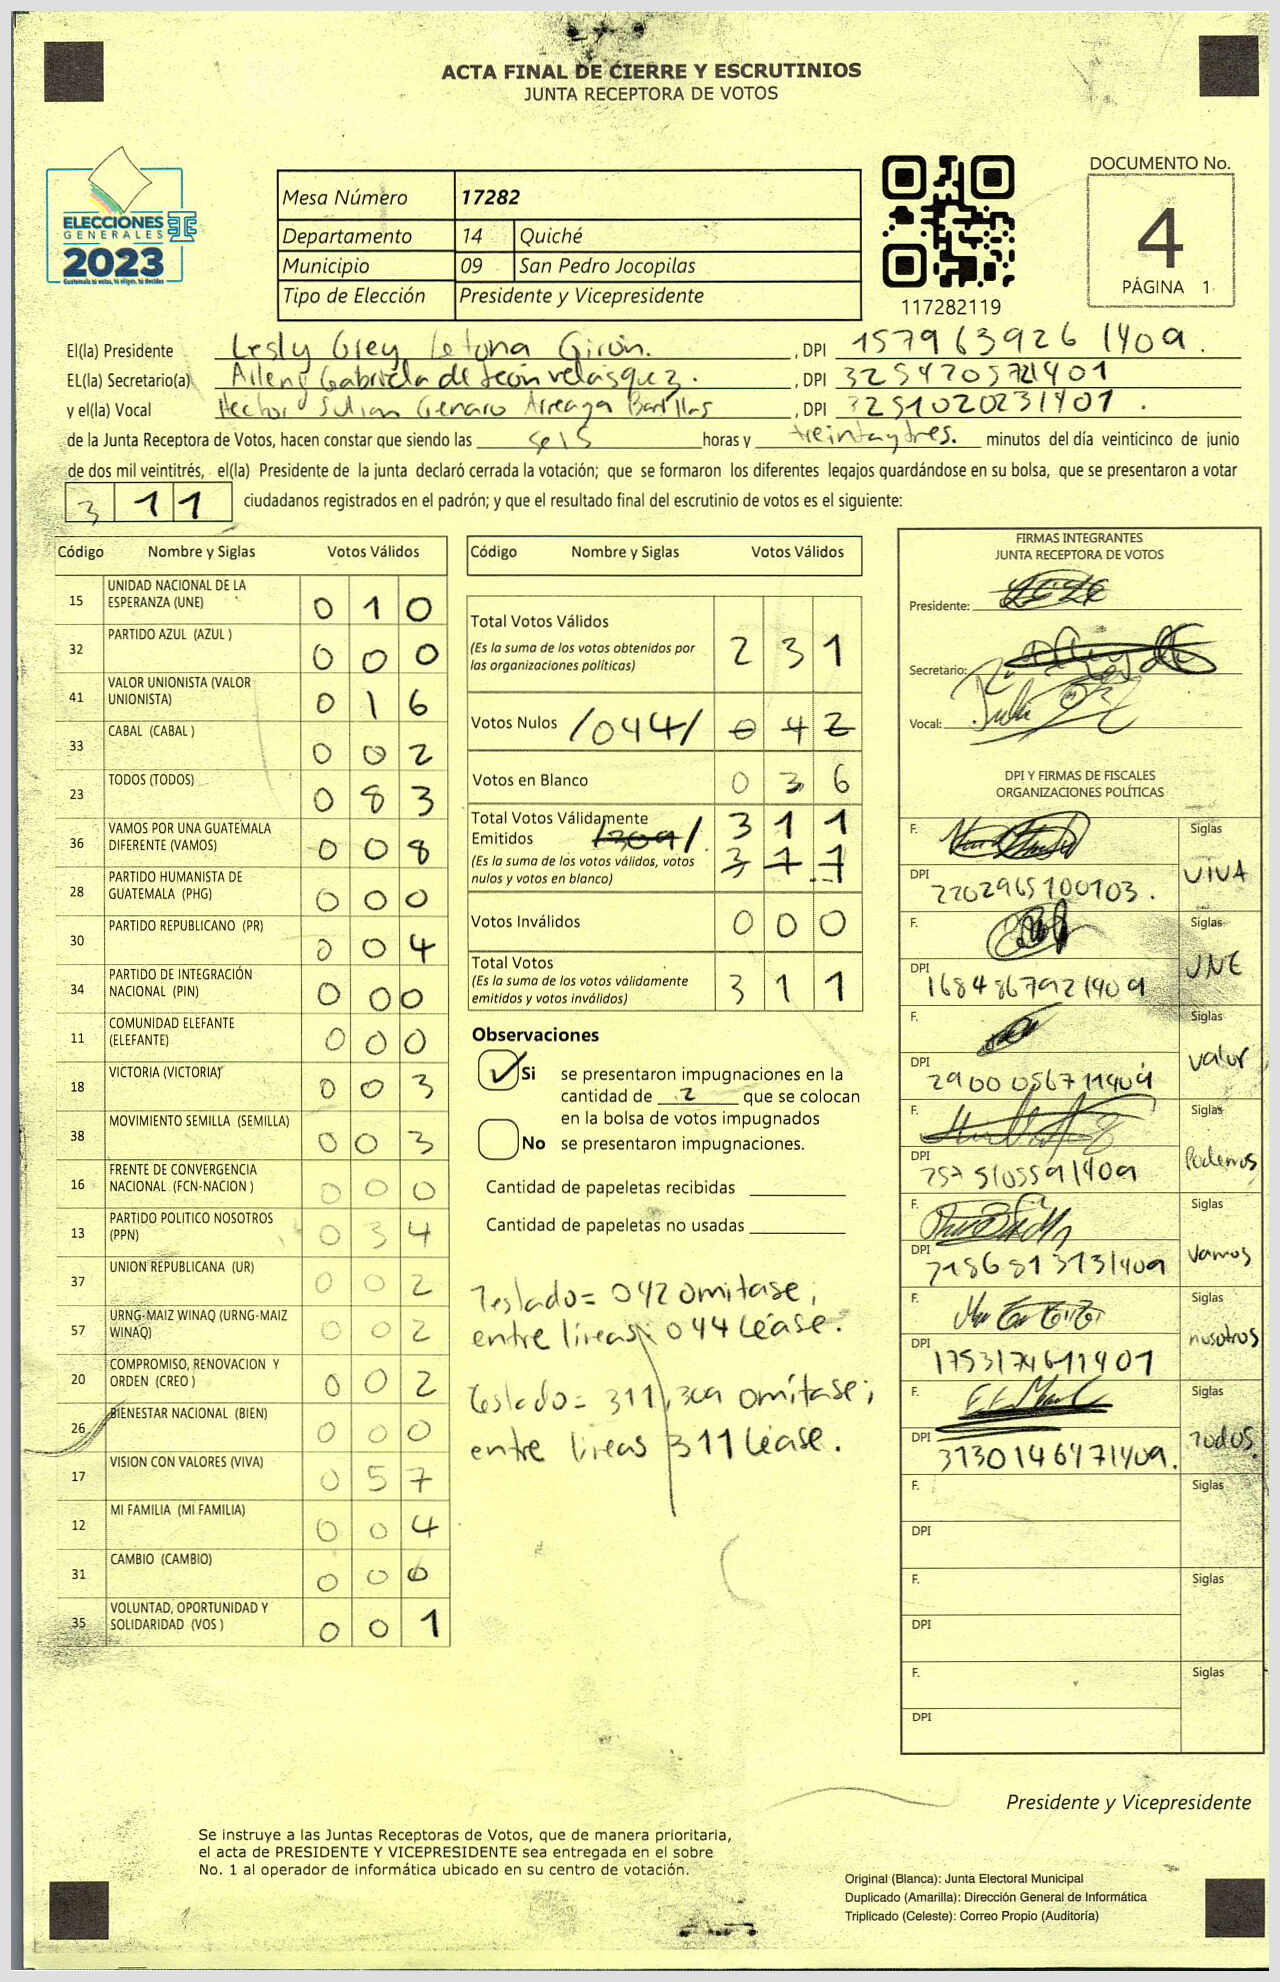 ACTA FINAL DE CIERRE Y ESCRUTINIOS
JUNTA RECEPTORA DE VOTOS
ELECCIONES
GENERALES
2023
Guatemala tú votas, tú eliges, tú decides
Mesa Número 17282
Departamento 14 Quiché
Municipio 09 San Pedro Jocopilas
Tipo de Elección Presidente y Vicepresidente
117282119
DOCUMENTO No.
4
PÁGINA 1
El(la) Presidente Lesly Grey Letona Girón. , DPI 157963926 1409.
EL(la) Secretario(a) Aileny Gabriela de León Velásquez. , DPI
y el(la) Vocal Hector Julian Genaro Arreaga Barillas , DPI 3251020231401.
de la Junta Receptora de Votos, hacen constar que siendo las seis horas y treinta y tres. minutos del día veinticinco de junio
de dos mil veintitrés, el(la) Presidente de la junta declaró cerrada la votación; que se formaron los diferentes legajos guardándose en su bolsa, que se presentaron a votar
3 1 1 ciudadanos registrados en el padrón; y que el resultado final del escrutinio de votos es el siguiente:
Código Nombre y Siglas Votos Válidos
15 UNIDAD NACIONAL DE LA ESPERANZA (UNE) 0 1 0
32 PARTIDO AZUL (AZUL ) 0 0 0
41 VALOR UNIONISTA (VALOR UNIONISTA) 0 1 6
33 CABAL (CABAL ) 0 0 2
23 TODOS (TODOS) 0 8 3
36 VAMOS POR UNA GUATEMALA DIFERENTE (VAMOS) 0 0 8
28 PARTIDO HUMANISTA DE GUATEMALA (PHG) 0 0 0
30 PARTIDO REPUBLICANO (PR) 0 0 4
34 PARTIDO DE INTEGRACIÓN NACIONAL (PIN) 0 0 0
11 COMUNIDAD ELEFANTE (ELEFANTE) 0 0 0
18 VICTORIA (VICTORIA) 0 0 3
38 MOVIMIENTO SEMILLA (SEMILLA) 0 0 3
16 FRENTE DE CONVERGENCIA NACIONAL (FCN-NACION ) 0 0 0
13 PARTIDO POLITICO NOSOTROS (PPN) 0 3 4
37 UNION REPUBLICANA (UR) 0 0 2
57 URNG-MAIZ WINAQ (URNG-MAIZ WINAQ) 0 0 2
20 COMPROMISO, RENOVACION Y ORDEN (CREO ) 0 0 2
26 BIENESTAR NACIONAL (BIEN) 0 0 0
17 VISION CON VALORES (VIVA) 0 5 7
12 MI FAMILIA (MI FAMILIA) 0 0 4
31 CAMBIO (CAMBIO) 0 0
35 VOLUNTAD, OPORTUNIDAD Y SOLIDARIDAD (VOS ) 0 0 1
Código Nombre y Siglas Votos Válidos
Total Votos Válidos 2 3 1
(Es la suma de los votos obtenidos por
las organizaciones políticas)
Votos Nulos /044/ 0 4 2
Votos en Blanco 0 3 6
Total Votos Válidamente 3 1 1
Emitidos /309/
(Es la suma de los votos válidos, votos 3 1 1
nulos y votos en blanco)
Votos Inválidos 0 0 0
Total Votos
(Es la suma de los votos válidamente 3 1 1
emitidos y votos inválidos)
Observaciones
Si se presentaron impugnaciones en la
cantidad de 2 que se colocan
en la bolsa de votos impugnados
No se presentaron impugnaciones.
Cantidad de papeletas recibidas
Cantidad de papeletas no usadas
Testado= 042 omitase;
entre lineas: 044 Léase.
Testado= 311, 309 omítase;
entre lineas 311 Léase.
FIRMAS INTEGRANTES
JUNTA RECEPTORA DE VOTOS
Presidente:
Secretario:
Vocal:
DPI Y FIRMAS DE FISCALES
ORGANIZACIONES POLÍTICAS
F. Siglas
DPI 2202965100103. VIVA
F. Siglas
DPI 1684867921409 UNE
F. Siglas
DPI 2900056711409 valor
F. Siglas
DPI Podemos
F. Siglas
DPI Vamos
F. Siglas
DPI 1753174611401 nosotros
F. Siglas
DPI 3130146471409. Todos.
F. Siglas
DPI
F. Siglas
DPI
F. Siglas
DPI
Presidente y Vicepresidente
Se instruye a las Juntas Receptoras de Votos, que de manera prioritaria,
el acta de PRESIDENTE Y VICEPRESIDENTE sea entregada en el sobre
No. 1 al operador de informática ubicado en su centro de votación.
Original (Blanca): Junta Electoral Municipal
Duplicado (Amarilla): Dirección General de Informática
Triplicado (Celeste): Correo Propio (Auditoría)